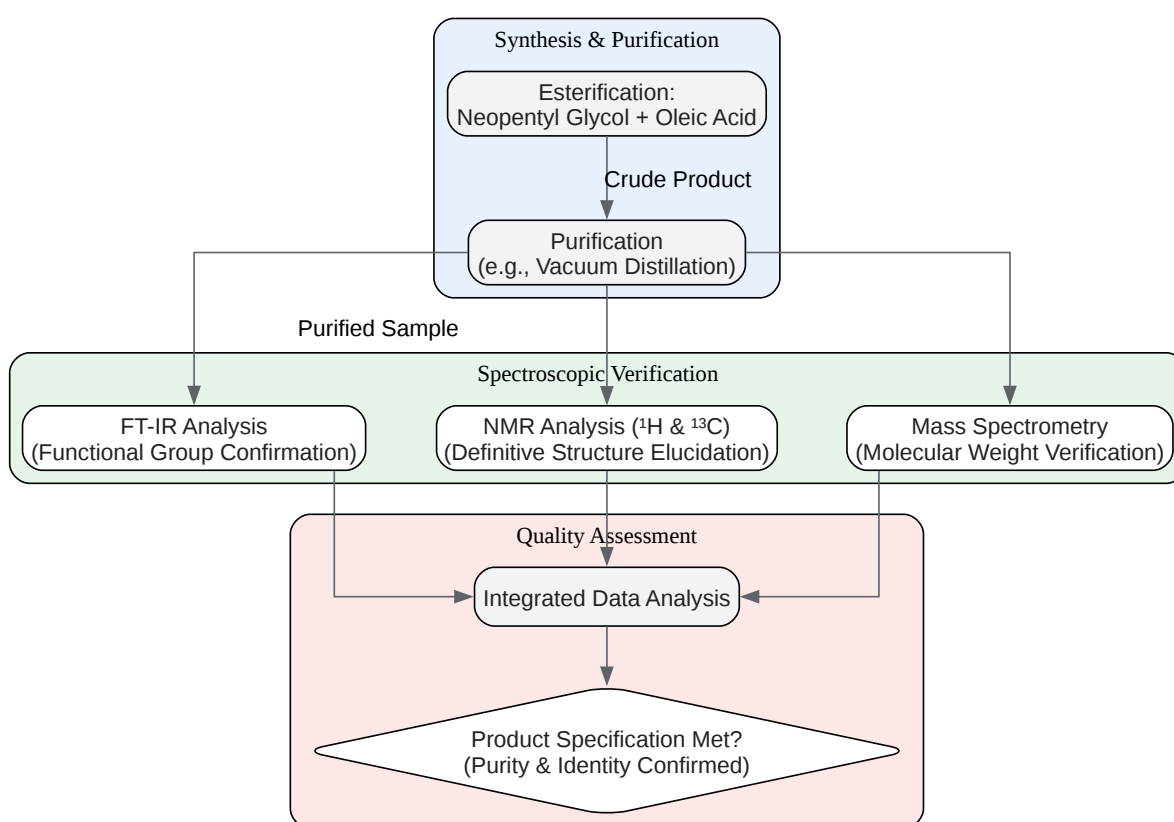 Synthesis & Purification
Esterification:
Neopentyl Glycol + Oleic Acid
Crude Product
Purification
(e.g., Vacuum Distillation)
Purified Sample
Spectroscopic Verification
FT-IR Analysis
(Functional Group Confirmation)
NMR Analysis (¹H & ¹³C)
(Definitive Structure Elucidation)
Mass Spectrometry
(Molecular Weight Verification)
Quality Assessment
Integrated Data Analysis
Product Specification Met?
(Purity & Identity Confirmed)